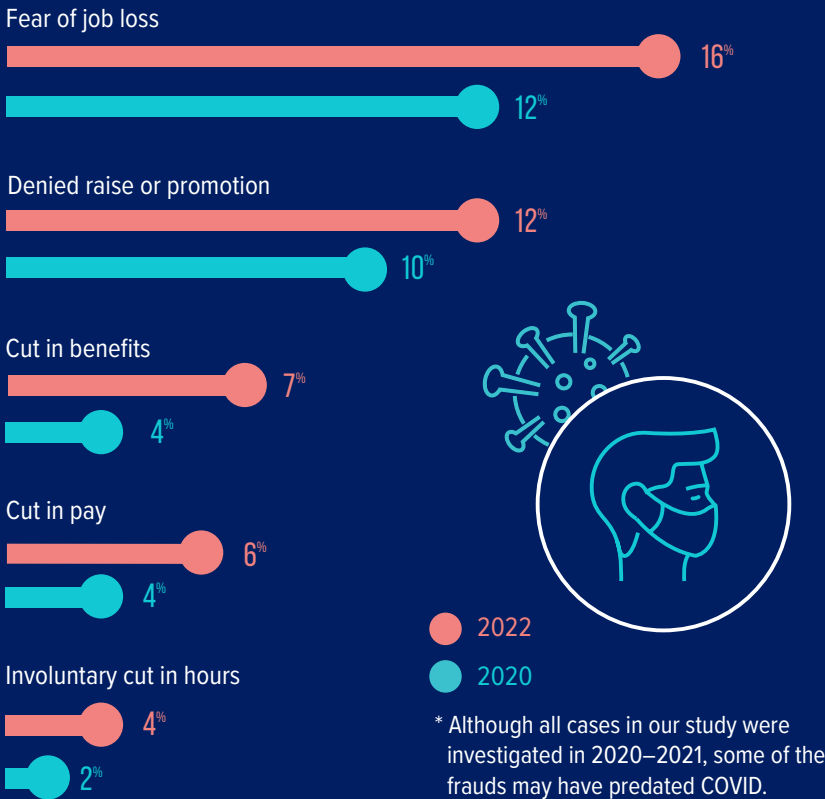 Fear of job loss
16%
12%
Denied raise or promotion
12%
10%
Cut in benefits
7%
4%
Cut in pay
6%
4%
Involuntary cut in hours
4%
2%
2022
2020
* Although all cases in our study were
investigated in 2020–2021, some of the
frauds may have predated COVID.